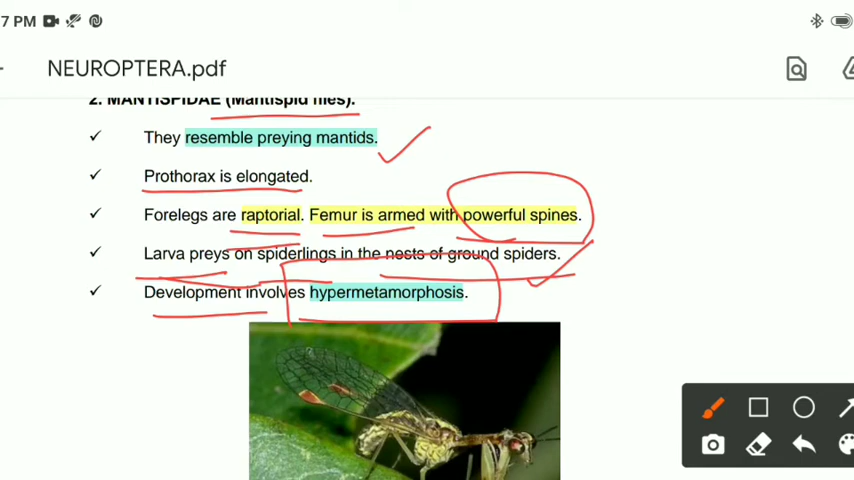 7 PM
NEUROPTERA.pdf
2. MANTISPIDAE (Mantispid flies).
✓ They resemble preying mantids.
✓ Prothorax is elongated.
✓ Forelegs are raptorial. Femur is armed with powerful spines.
✓ Larva preys on spiderlings in the nests of ground spiders.
✓ Development involves hypermetamorphosis.